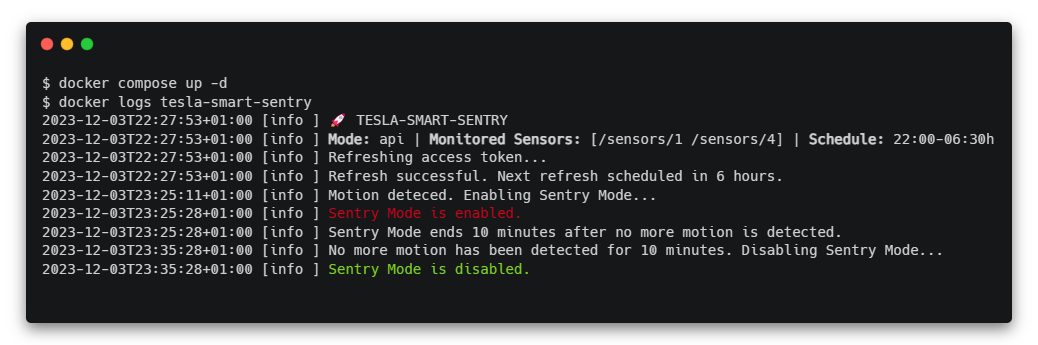 $ docker compose up -d
$ docker logs tesla-smart-sentry
2023-12-03T22:27:53+01:00 [info ] 🚀 TESLA-SMART-SENTRY
2023-12-03T22:27:53+01:00 [info ] Mode: api | Monitored Sensors: [/sensors/1 /sensors/4] | Schedule: 22:00-06:30h
2023-12-03T22:27:53+01:00 [info ] Refreshing access token...
2023-12-03T22:27:53+01:00 [info ] Refresh successful. Next refresh scheduled in 6 hours.
2023-12-03T23:25:11+01:00 [info ] Motion deteced. Enabling Sentry Mode...
2023-12-03T23:25:28+01:00 [info ] Sentry Mode is enabled.
2023-12-03T23:25:28+01:00 [info ] Sentry Mode ends 10 minutes after no more motion is detected.
2023-12-03T23:35:28+01:00 [info ] No more motion has been detected for 10 minutes. Disabling Sentry Mode...
2023-12-03T23:35:28+01:00 [info ] Sentry Mode is disabled.